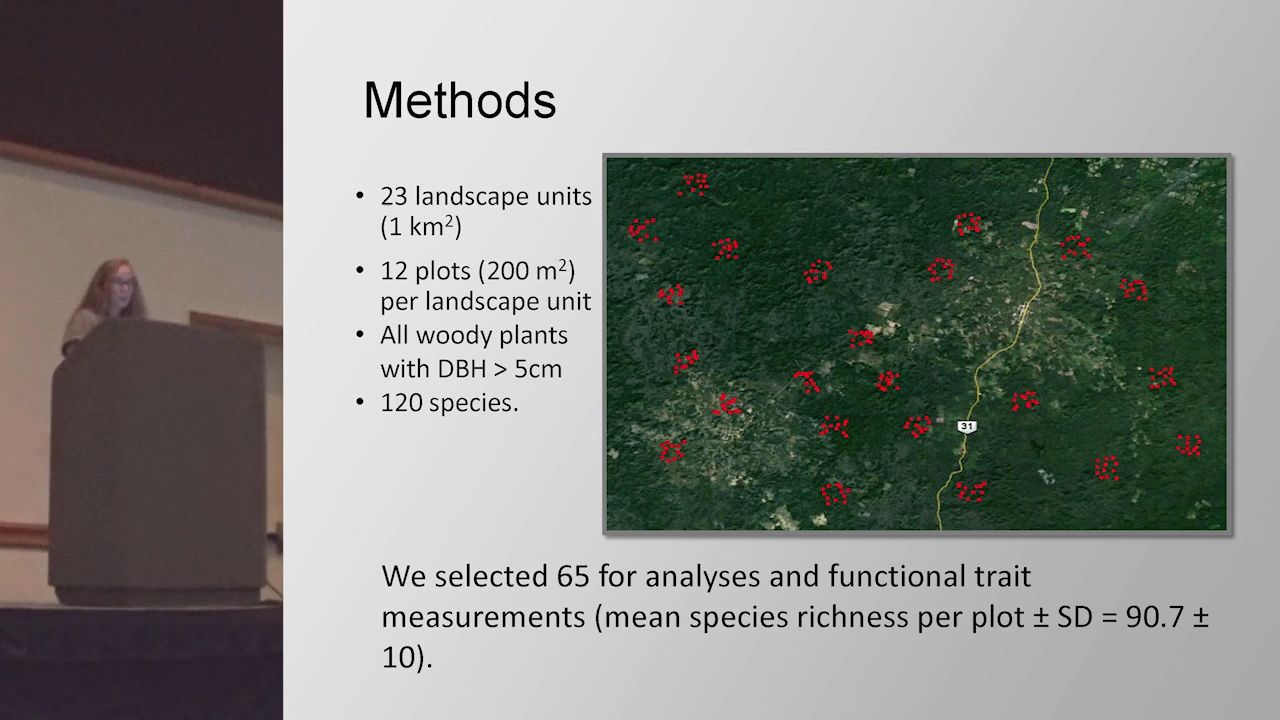 Methods
• 23 landscape units
(1 km²)
• 12 plots (200 m²)
per landscape unit
• All woody plants
with DBH > 5cm
• 120 species.
31
We selected 65 for analyses and functional trait
measurements (mean species richness per plot ± SD = 90.7 ±
10).